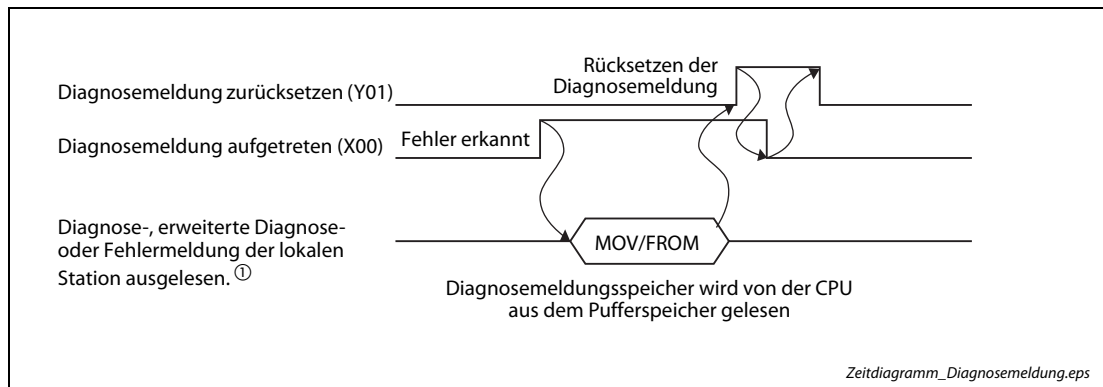 Rücksetzen der
Diagnosemeldung
Diagnosemeldung zurücksetzen (Y01)
Fehler erkannt
Diagnosemeldung aufgetreten (X00)
Diagnose-, erweiterte Diagnose-
oder Fehlermeldung der lokalen
Station ausgelesen. ①
MOV/FROM
Diagnosemeldungsspeicher wird von der CPU
aus dem Pufferspeicher gelesen
Zeitdiagramm_Diagnosemeldung.eps